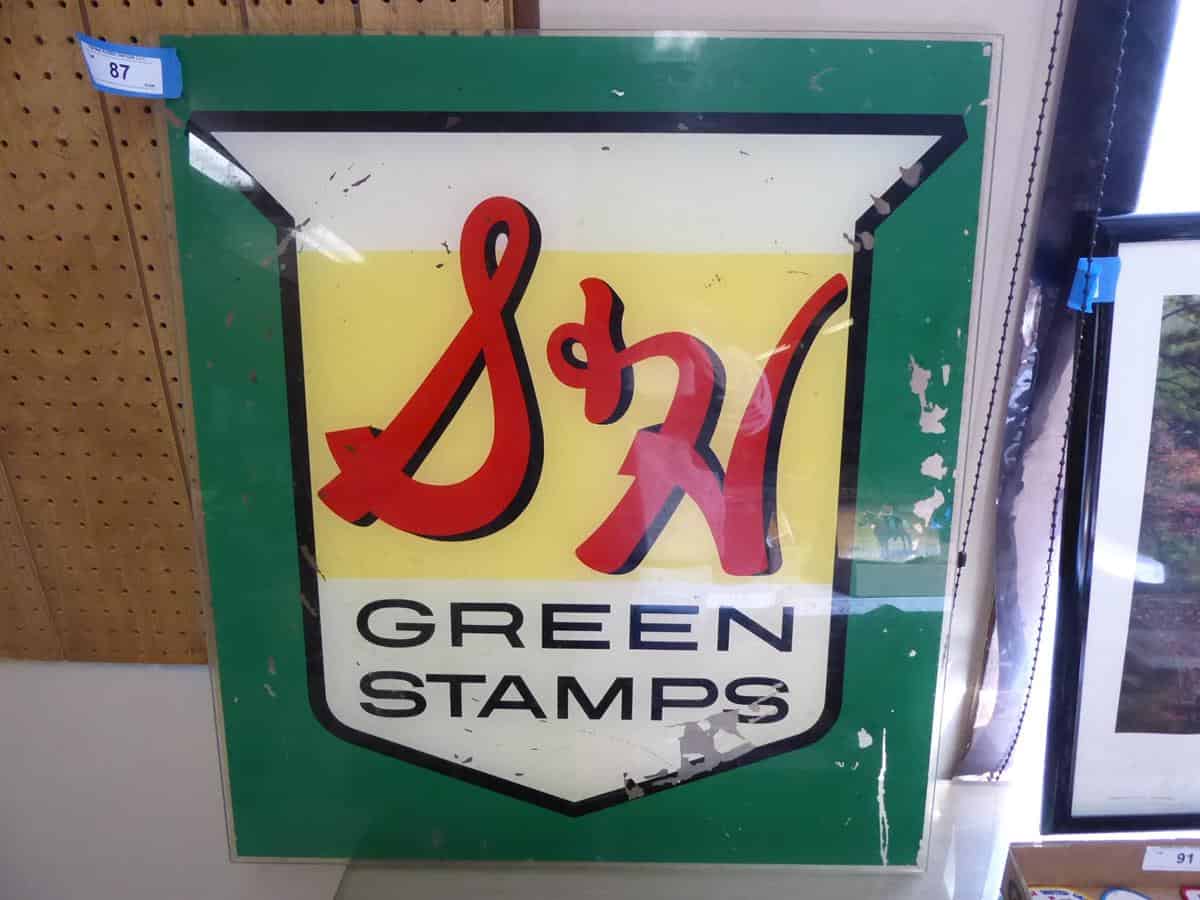 87
S & H
GREEN
STAMPS
91